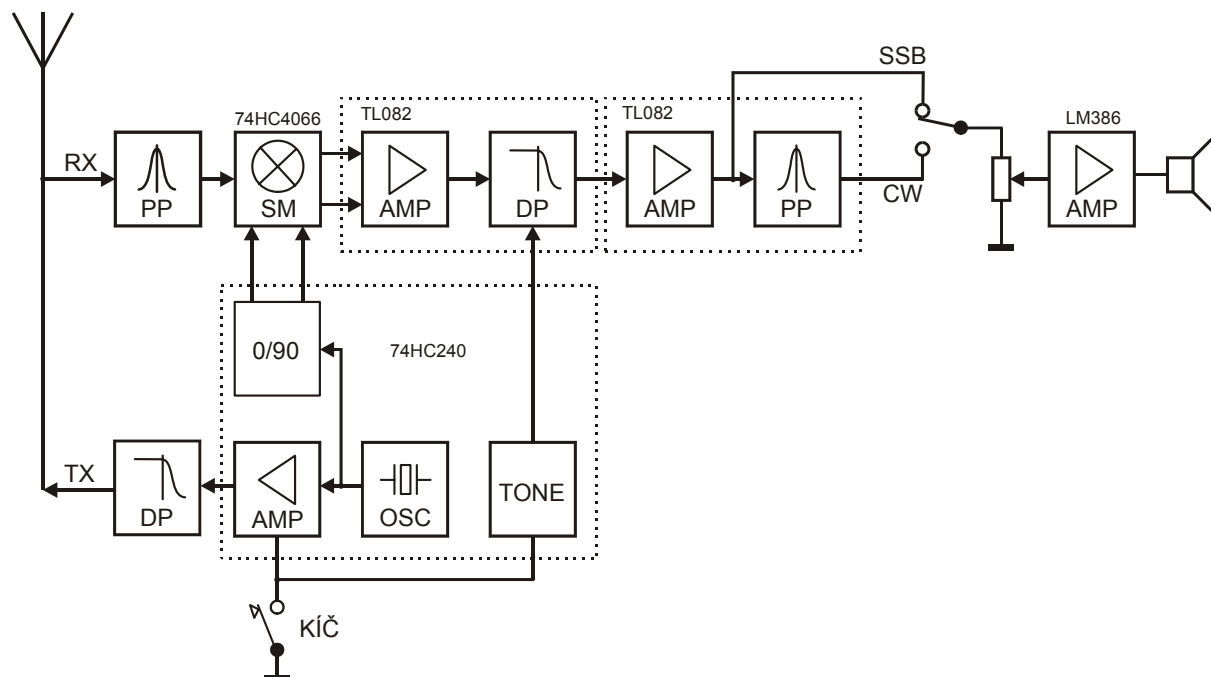 SSB
74HC4066
TL082
TL082
LM386
RX
PP
SM
AMP
DP
AMP
PP
CW
AMP
0/90
74HC240
TX
DP
AMP
OSC
TONE
KÍČ